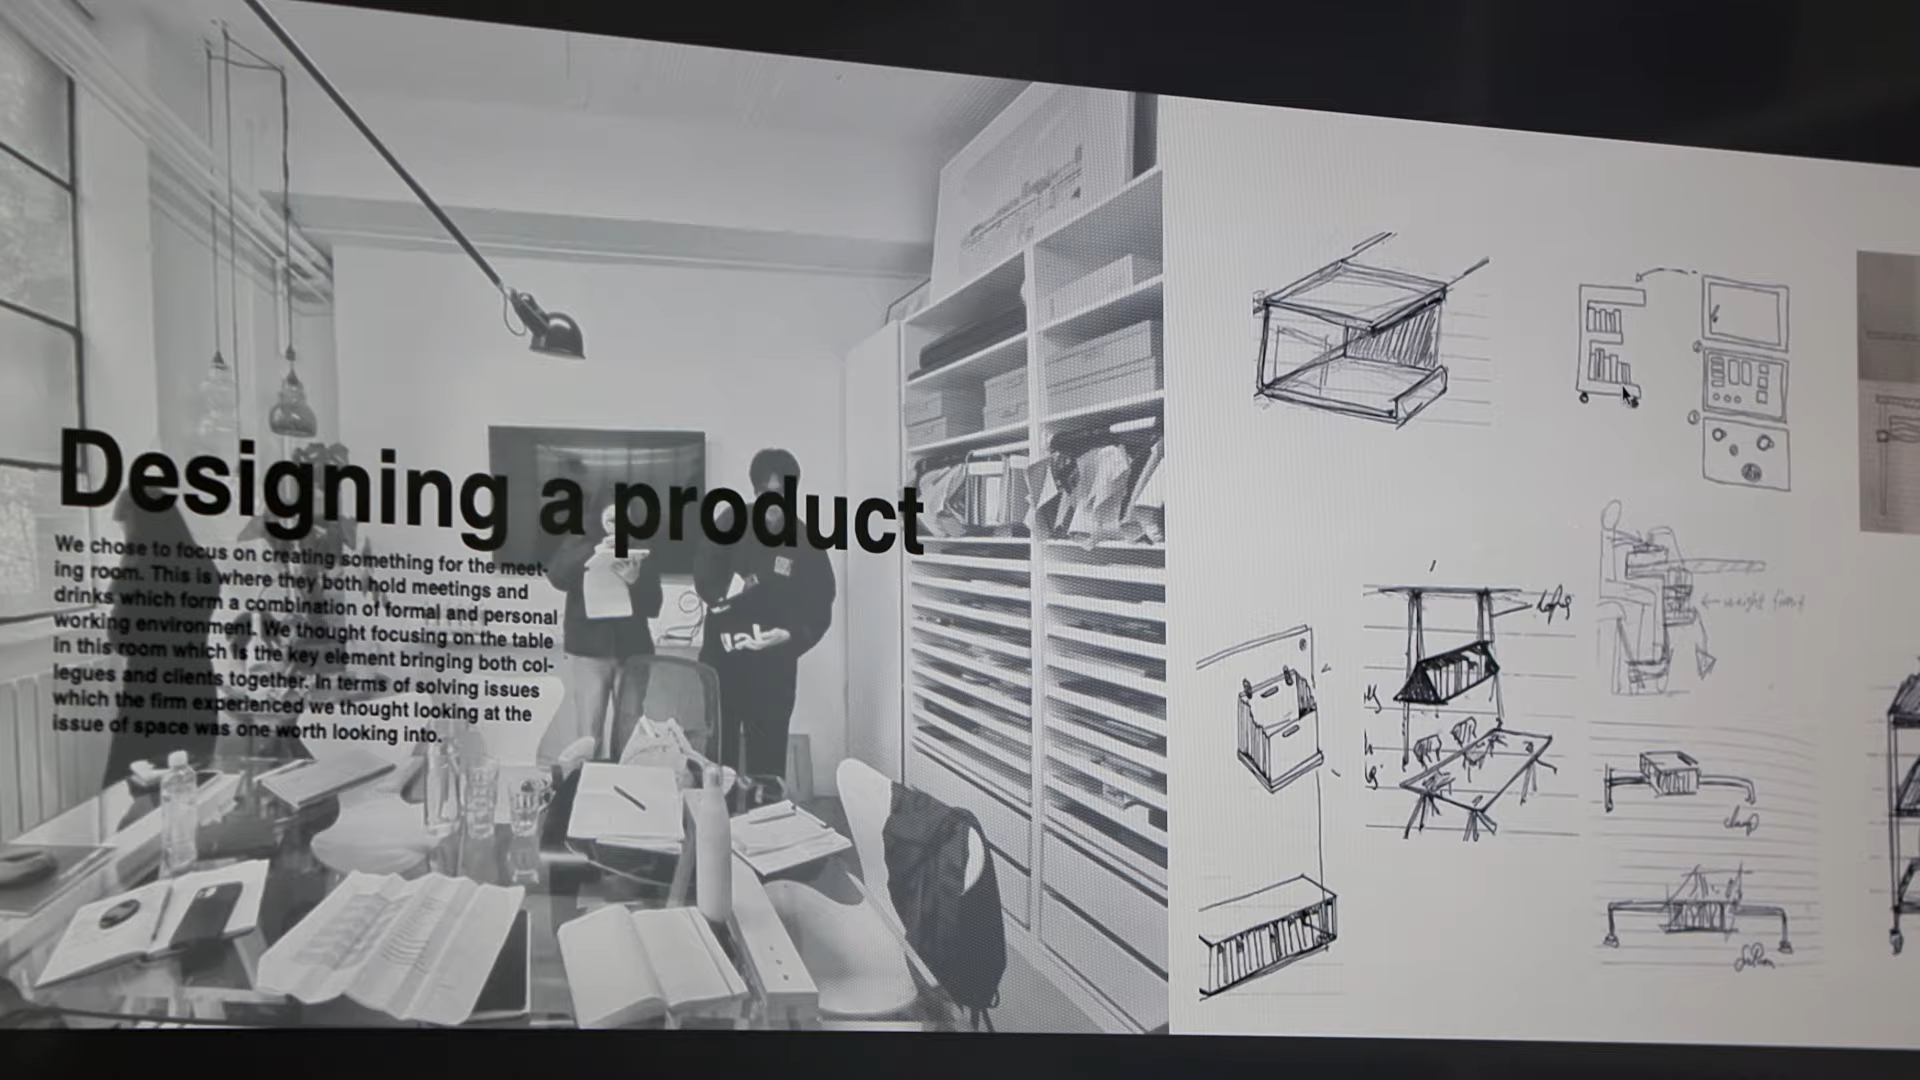 Designing a product
We chose to focus on creating something for the meet-
ing room. This is where they both hold meetings and
drinks which form a combination of formal and personal
working environment. We thought focusing on the table
in this room which is the key element bringing both col-
legues and clients together. In terms of solving issues
which the firm experienced we thought looking at the
issue of space was one worth looking into.